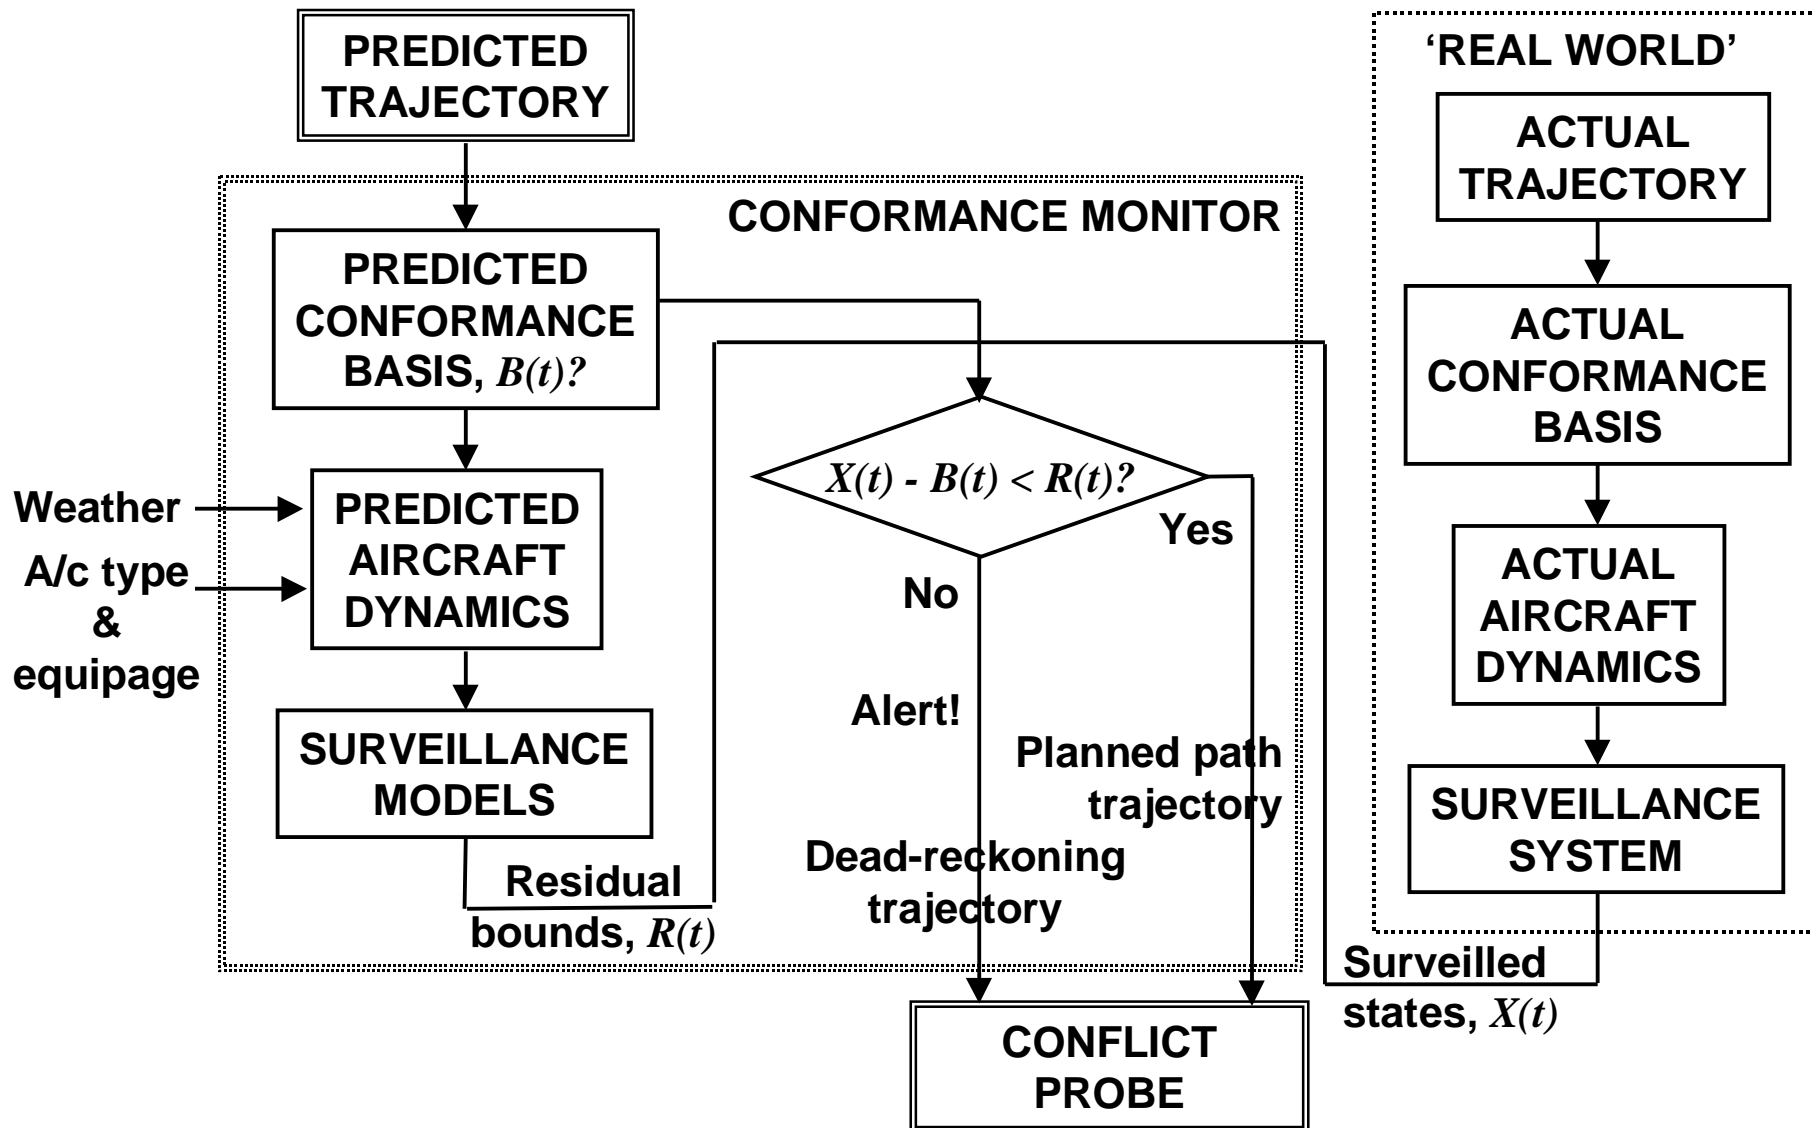 PREDICTED
TRAJECTORY
CONFORMANCE MONITOR
PREDICTED
CONFORMANCE
BASIS, B(t)?
Weather
A/c type
&
equipage
PREDICTED
AIRCRAFT
DYNAMICS
SURVEILLANCE
MODELS
Residual
bounds, R(t)
X(t) - B(t) < R(t)?
Yes
No
Alert!
Planned path
trajectory
Dead-reckoning
trajectory
CONFLICT
PROBE
‘REAL WORLD’
ACTUAL
TRAJECTORY
ACTUAL
CONFORMANCE
BASIS
ACTUAL
AIRCRAFT
DYNAMICS
SURVEILLANCE
SYSTEM
Surveilled
states, X(t)